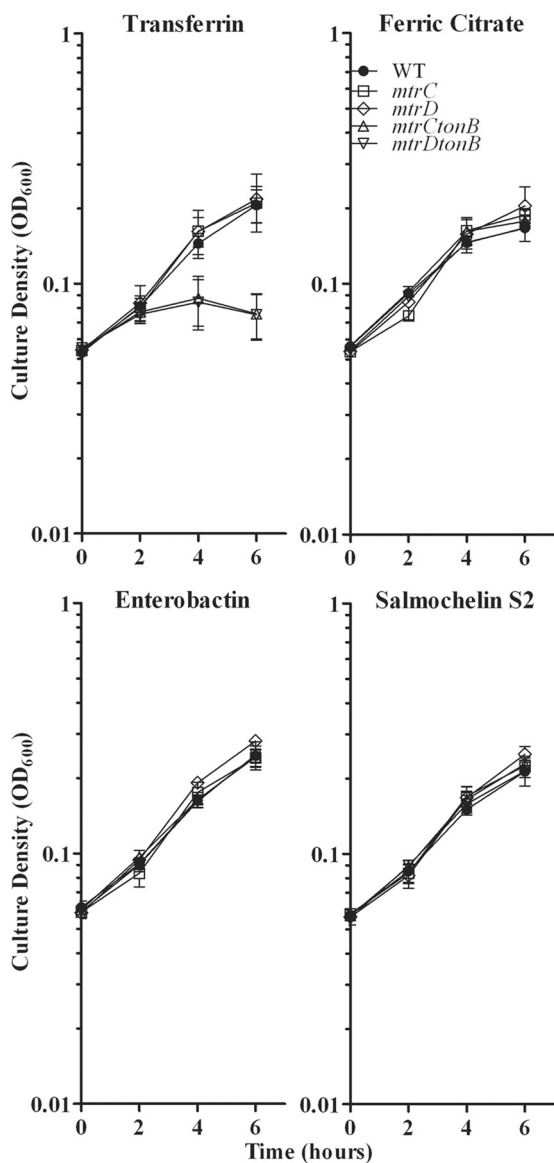 Transferrin
Ferric Citrate
1
1
WT
mtrC
mtrD
mtrCtonB
mtrDtonB
Culture Density (OD600)
0.1
0.1
0.01
0.01
0 2 4 6
0 2 4 6
Enterobactin
Salmochelin S2
1
1
Culture Density (OD600)
0.1
0.1
0.01
0.01
0 2 4 6
0 2 4 6
Time (hours)